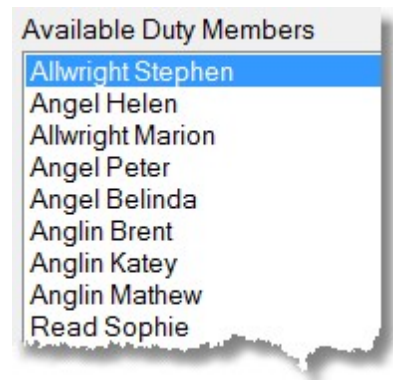 Available Duty Members
Allwright Stephen
Angel Helen
Allwright Marion
Angel Peter
Angel Belinda
Anglin Brent
Anglin Katey
Anglin Mathew
Read Sophie